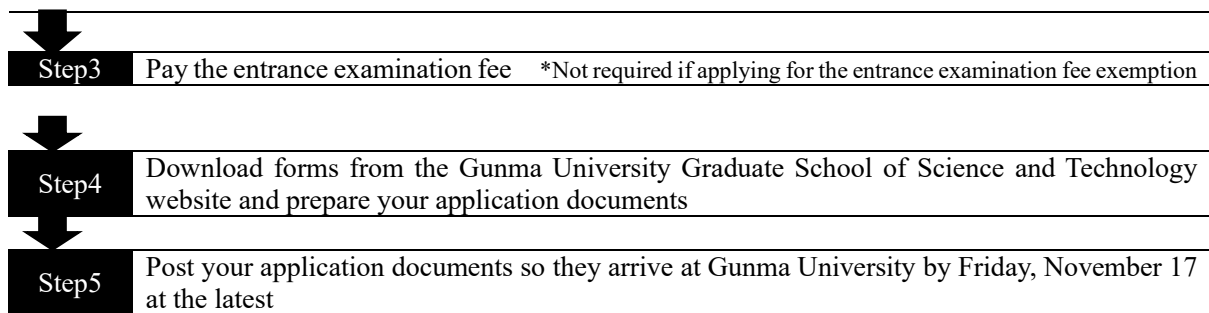 Step3 Pay the entrance examination fee *Not required if applying for the entrance examination fee exemption
Step4 Download forms from the Gunma University Graduate School of Science and Technology
website and prepare your application documents
Step5 Post your application documents so they arrive at Gunma University by Friday, November 17
at the latest